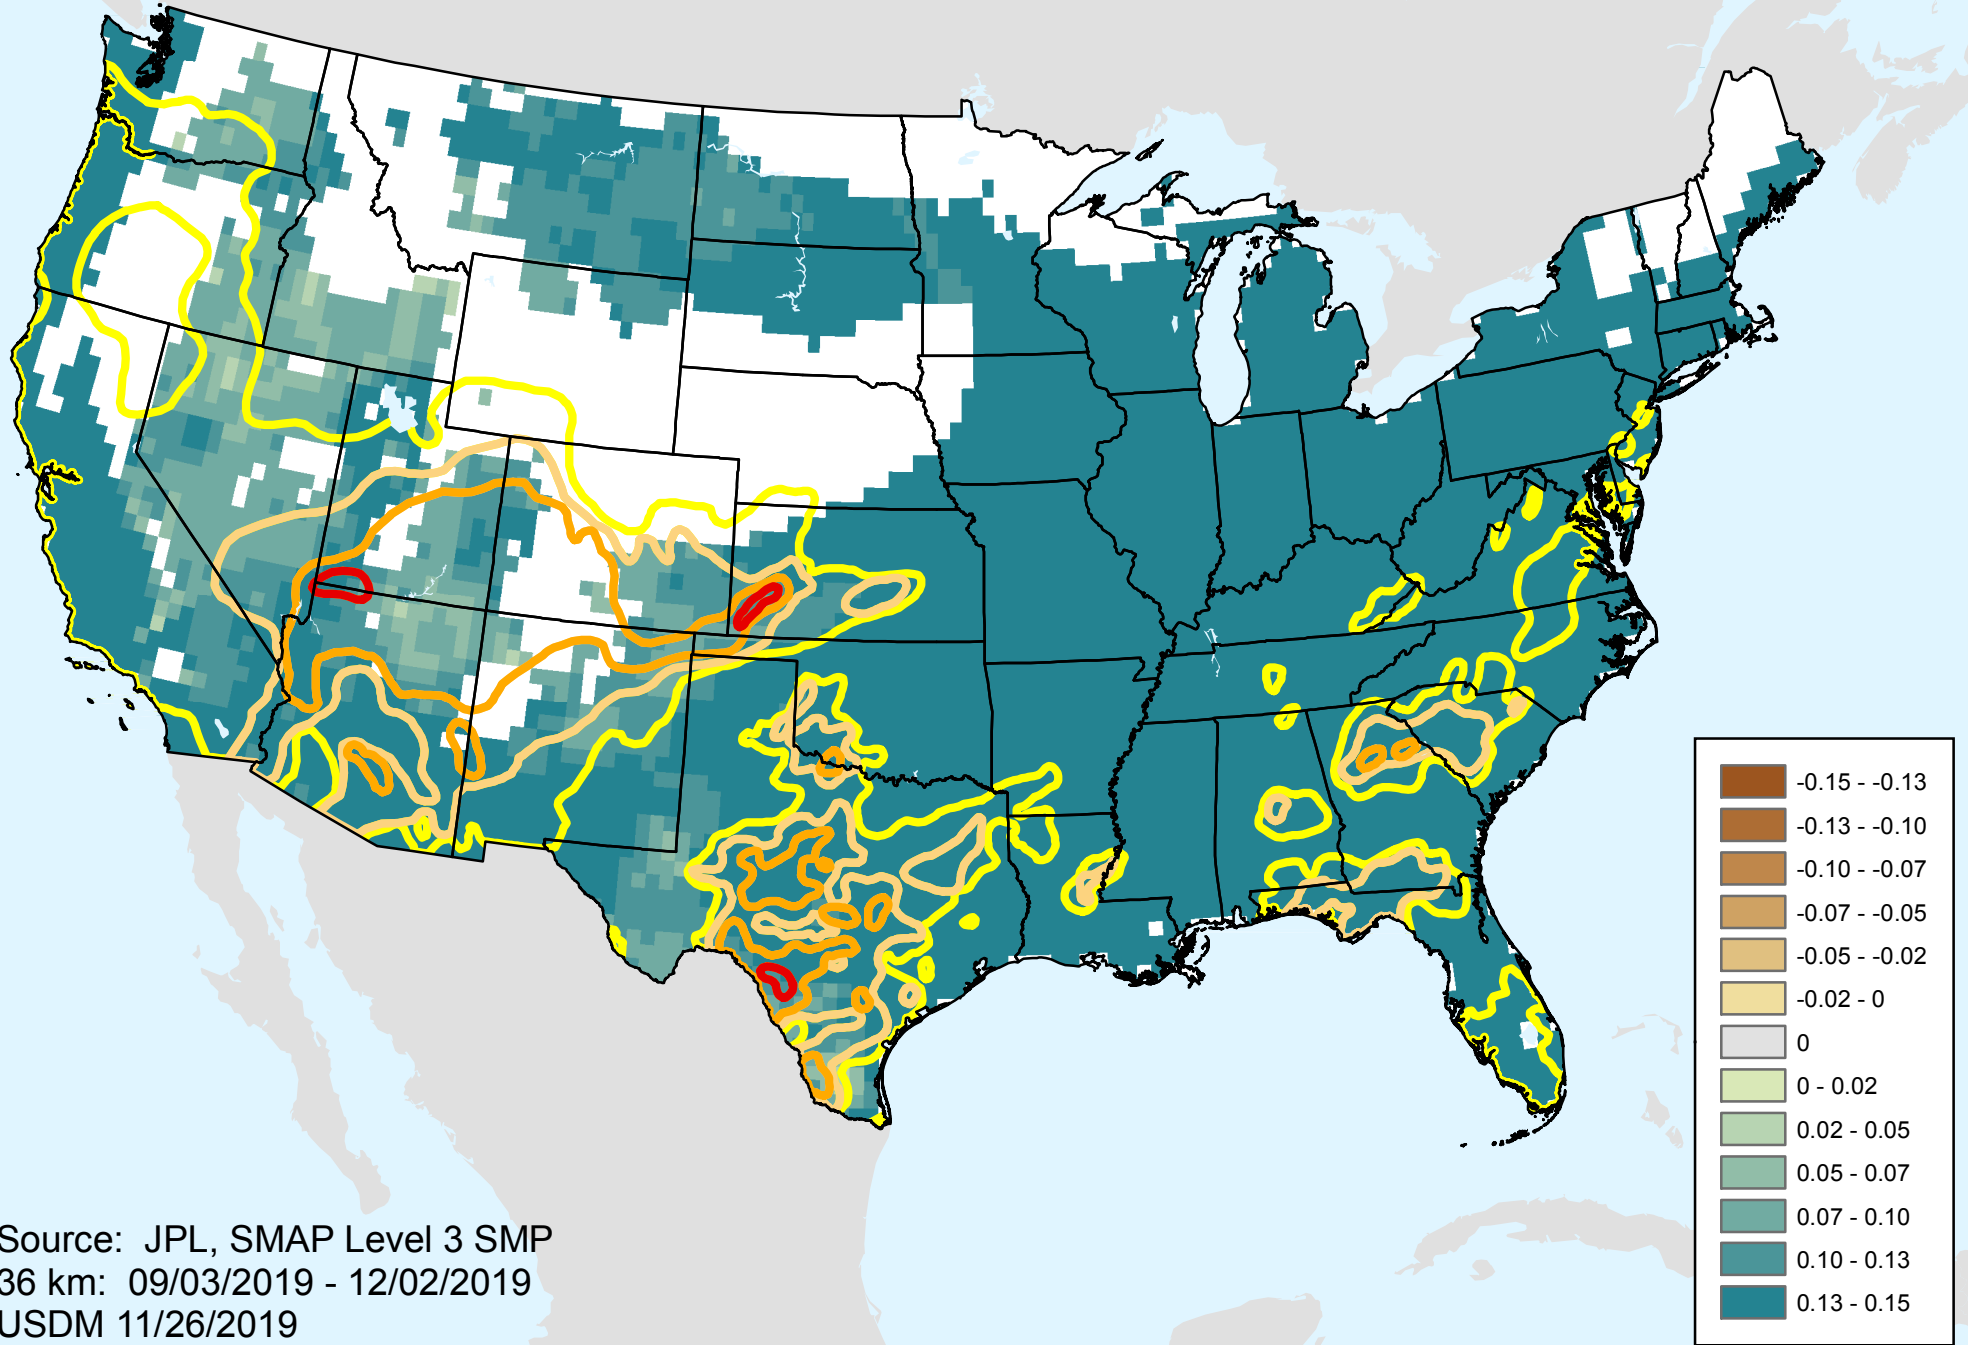 -0.15 - -0.13
-0.13 - -0.10
-0.10 - -0.07
-0.07 - -0.05
-0.05 - -0.02
-0.02 - 0
0
0 - 0.02
0.02 - 0.05
0.05 - 0.07
0.07 - 0.10
0.10 - 0.13
0.13 - 0.15
Source: JPL, SMAP Level 3 SMP
36 km: 09/03/2019 - 12/02/2019
USDM 11/26/2019